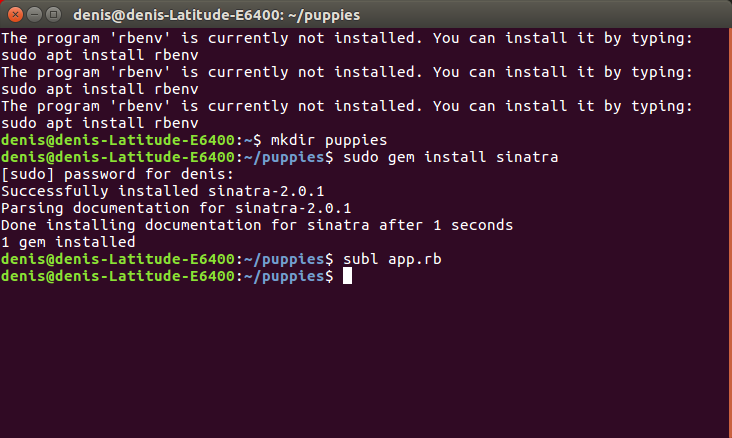 denis@denis-Latitude-E6400: ~/puppies
The program 'rbenv' is currently not installed. You can install it by typing:
sudo apt install rbenv
The program 'rbenv' is currently not installed. You can install it by typing:
sudo apt install rbenv
The program 'rbenv' is currently not installed. You can install it by typing:
sudo apt install rbenv
denis@denis-Latitude-E6400:~$ mkdir puppies
denis@denis-Latitude-E6400:~/puppies$ sudo gem install sinatra
[sudo] password for denis:
Successfully installed sinatra-2.0.1
Parsing documentation for sinatra-2.0.1
Done installing documentation for sinatra after 1 seconds
1 gem installed
denis@denis-Latitude-E6400:~/puppies$ subl app.rb
denis@denis-Latitude-E6400:~/puppies$